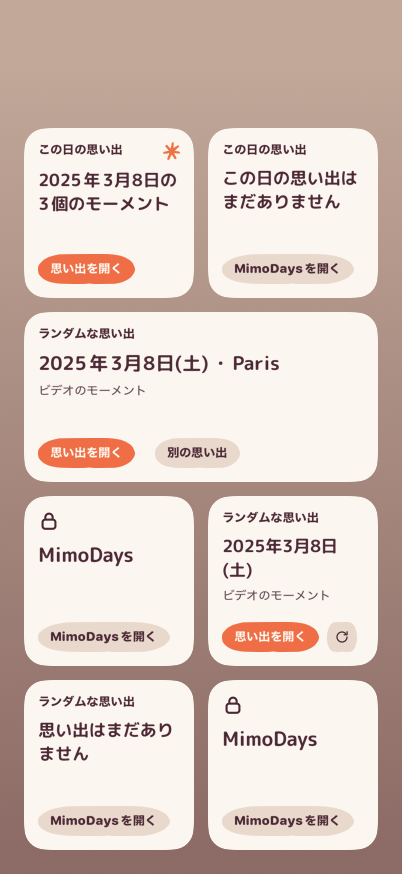 この日の思い出
2025年3月8日の
3個のモーメント
思い出を開く
この日の思い出
この日の思い出は
まだありません
MimoDaysを開く
ランダムな思い出
2025年3月8日(土)・Paris
ビデオのモーメント
思い出を開く
別の思い出
MimoDays
MimoDaysを開く
ランダムな思い出
2025年3月8日
(土)
ビデオのモーメント
思い出を開く
ランダムな思い出
思い出はまだあり
ません
MimoDaysを開く
MimoDays
MimoDaysを開く